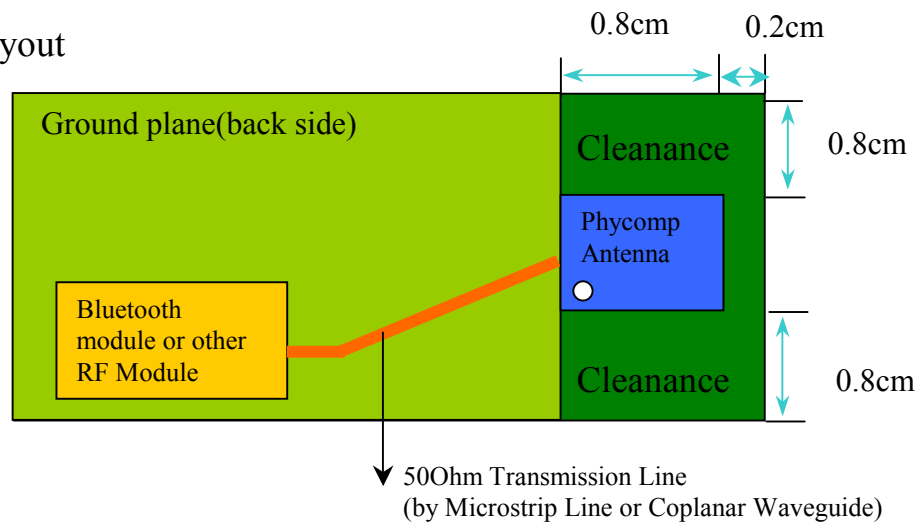 yout
0.8cm
0.2cm
Ground plane(back side)
Cleanance
0.8cm
Phycomp
Antenna
Bluetooth
module or other
RF Module
Cleanance
0.8cm
50Ohm Transmission Line
(by Microstrip Line or Coplanar Waveguide)